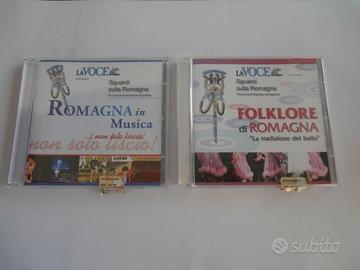 LA VOCE
Sguardi
sulla Romagna
ROMAGNA in
Musica
...e non solo liscio!
non solo liscio!
LA VOCE
Sguardi
sulla Romagna
FOLKLORE
di ROMAGNA
"La tradizione del ballo"
subito